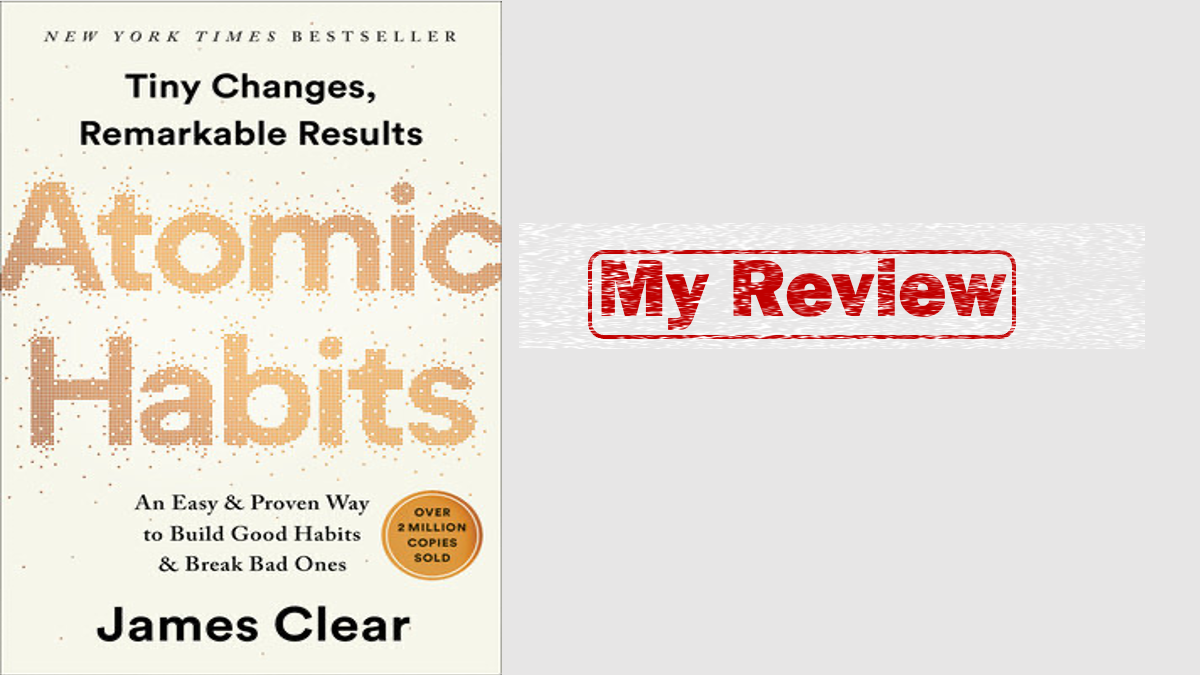 NEW YORK TIMES BESTSELLER
Tiny Changes,
Remarkable Results
Atomic
Habits
An Easy & Proven Way
to Build Good Habits
& Break Bad Ones
OVER
2 MILLION
COPIES
SOLD
James Clear
My Review